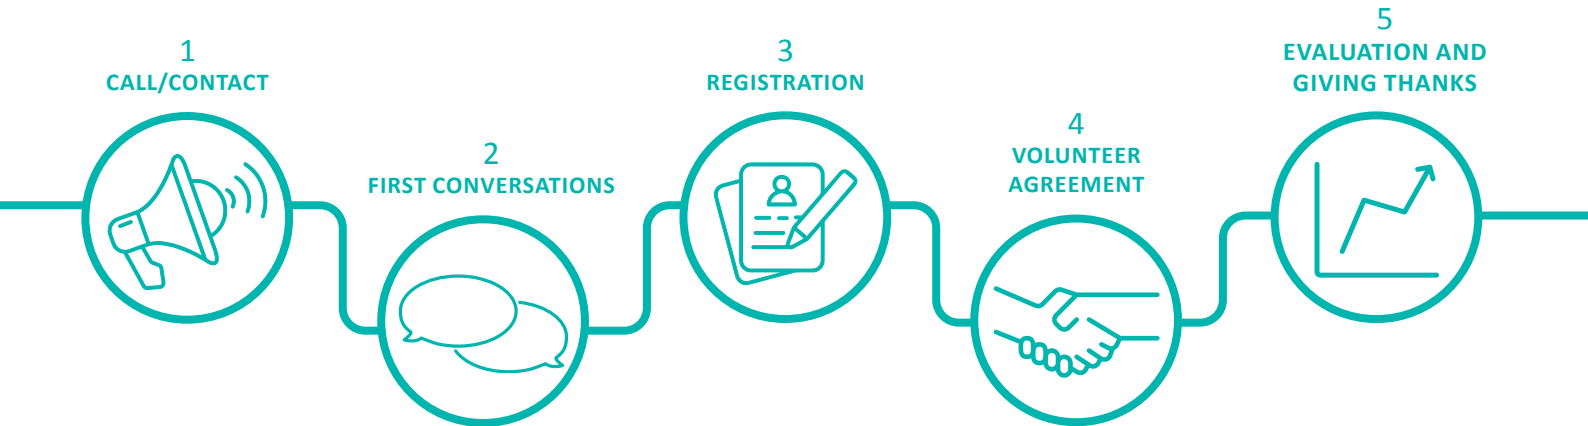 1
CALL/CONTACT
2
FIRST CONVERSATIONS
3
REGISTRATION
4
VOLUNTEER
AGREEMENT
5
EVALUATION AND
GIVING THANKS